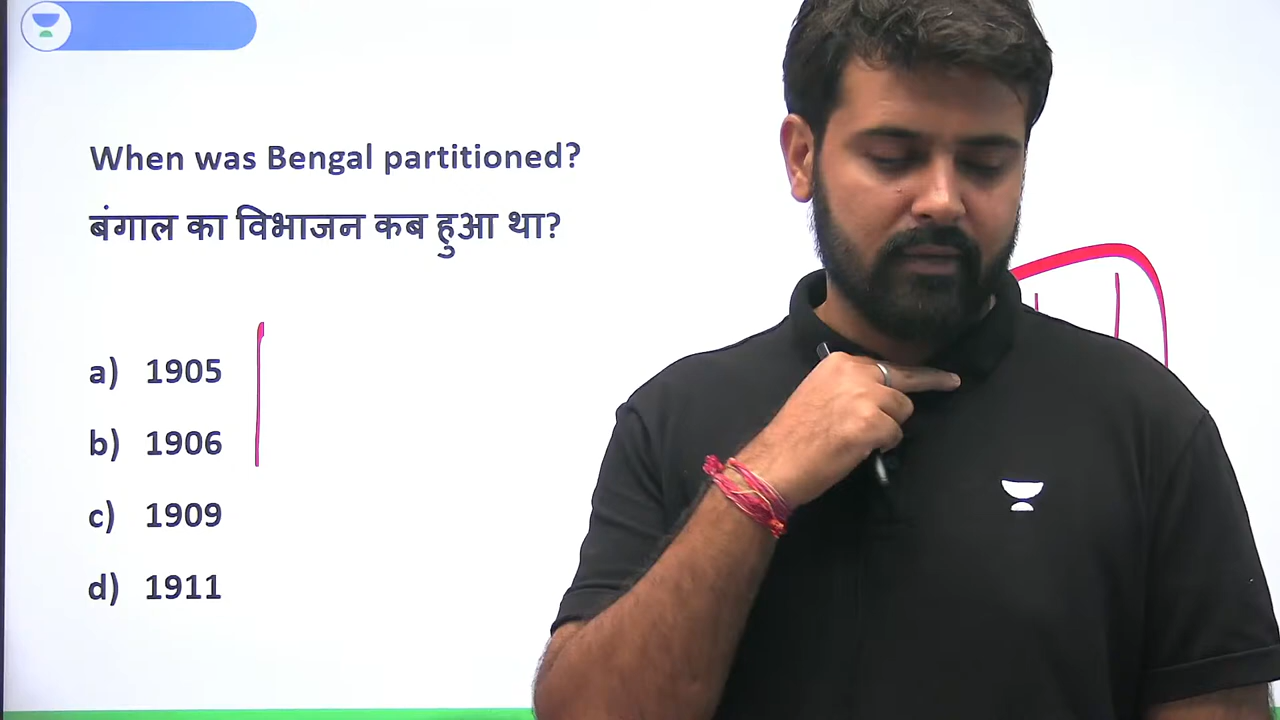 When was Bengal partitioned?
बंगाल का विभाजन कब हुआ था?
a) 1905
b) 1906
c) 1909
d) 1911